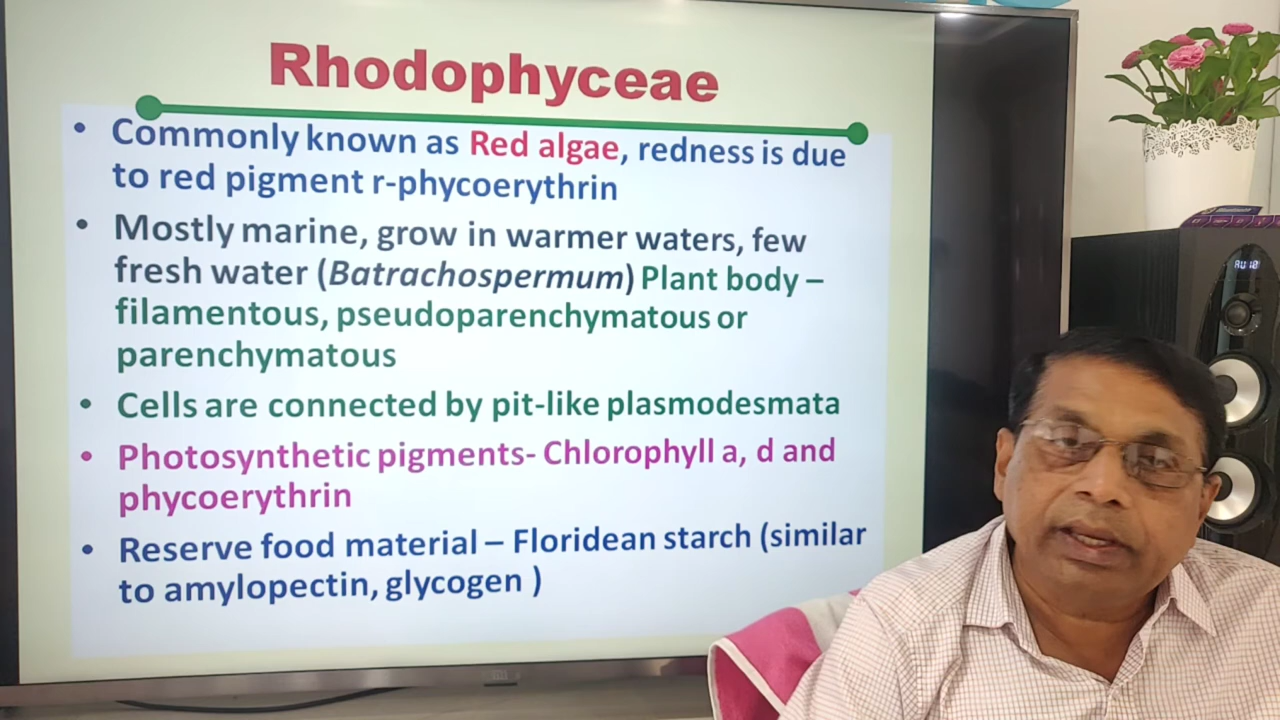 Rhodophyceae
• Commonly known as Red algae, redness is due
to red pigment r-phycoerythrin
• Mostly marine, grow in warmer waters, few
fresh water (Batrachospermum) Plant body –
filamentous, pseudoparenchymatous or
parenchymatous
• Cells are connected by pit-like plasmodesmata
• Photosynthetic pigments- Chlorophyll a, d and
phycoerythrin
• Reserve food material – Floridean starch (similar
to amylopectin, glycogen )